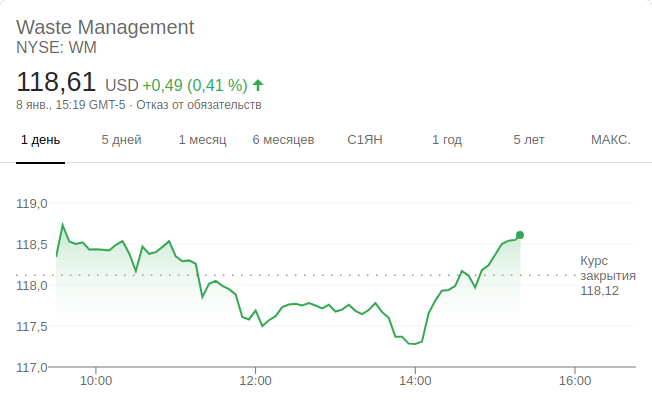 Waste Management
NYSE: WM
118,61 USD +0,49 (0,41 %)
8 янв., 15:19 GMT-5 · Отказ от обязательств
1 день 5 дней 1 месяц 6 месяцев С1ЯН 1 год 5 лет МАКС.
119,0
118,5
Курс
закрытия
118,12
118,0
117,5
117,0
10:00 12:00 14:00 16:00